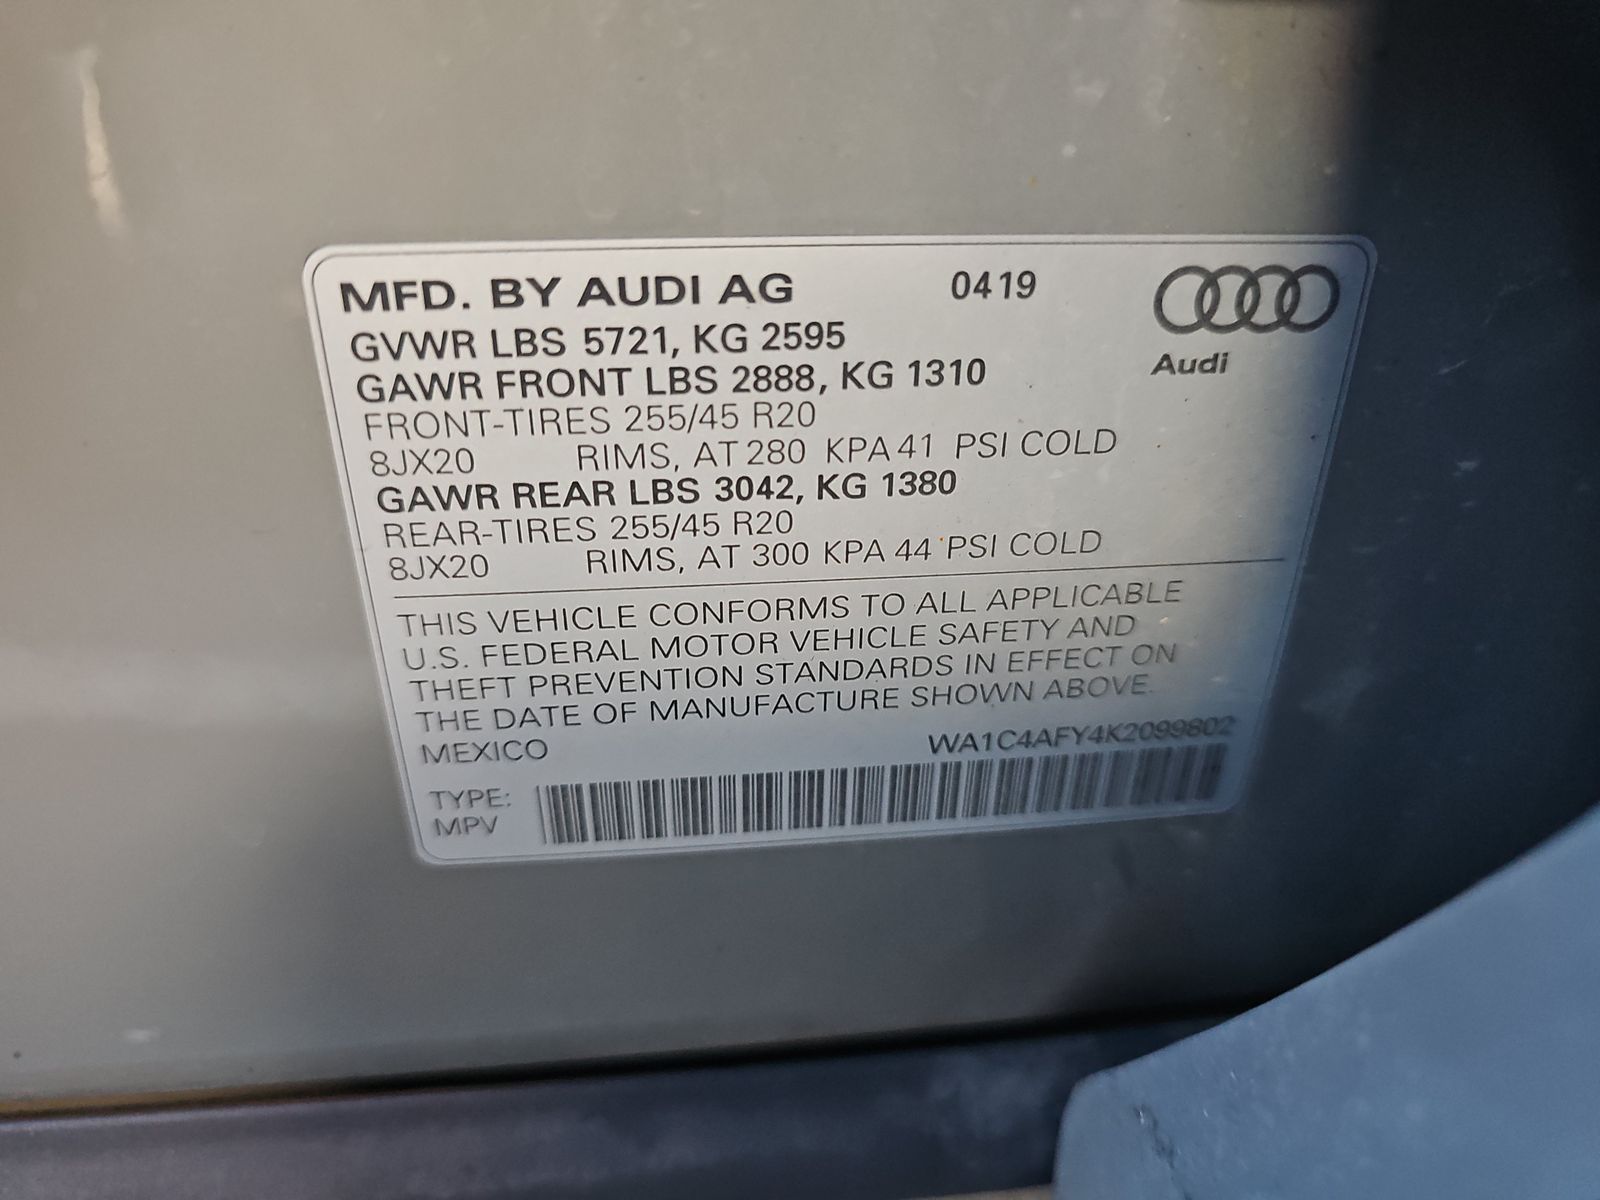 MFD. BY AUDI AG 0419
GVWR LBS 5721, KG 2595
Audi
GAWR FRONT LBS 2888, KG 1310
FRONT-TIRES 255/45 R20
8JX20 RIMS, AT 280 KPA 41 PSI COLD
GAWR REAR LBS 3042, KG 1380
REAR-TIRES 255/45 R20
8JX20 RIMS, AT 300 KPA 44 PSI COLD
THIS VEHICLE CONFORMS TO ALL APPLICABLE
U.S. FEDERAL MOTOR VEHICLE SAFETY AND
THEFT PREVENTION STANDARDS IN EFFECT ON
THE DATE OF MANUFACTURE SHOWN ABOVE.
MEXICO WA1C4AFY4K2099802
TYPE:
MPV